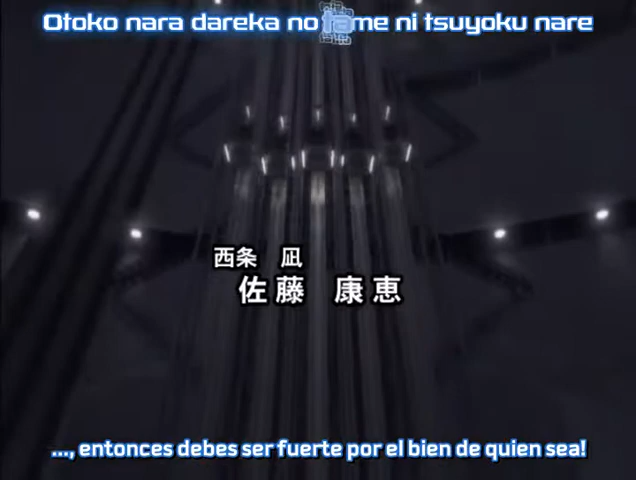 Otoko nara dareka no tame ni tsuyoku nare
西条 凪
佐藤 康恵
..., entonces debes ser fuerte por el bien de quien sea!